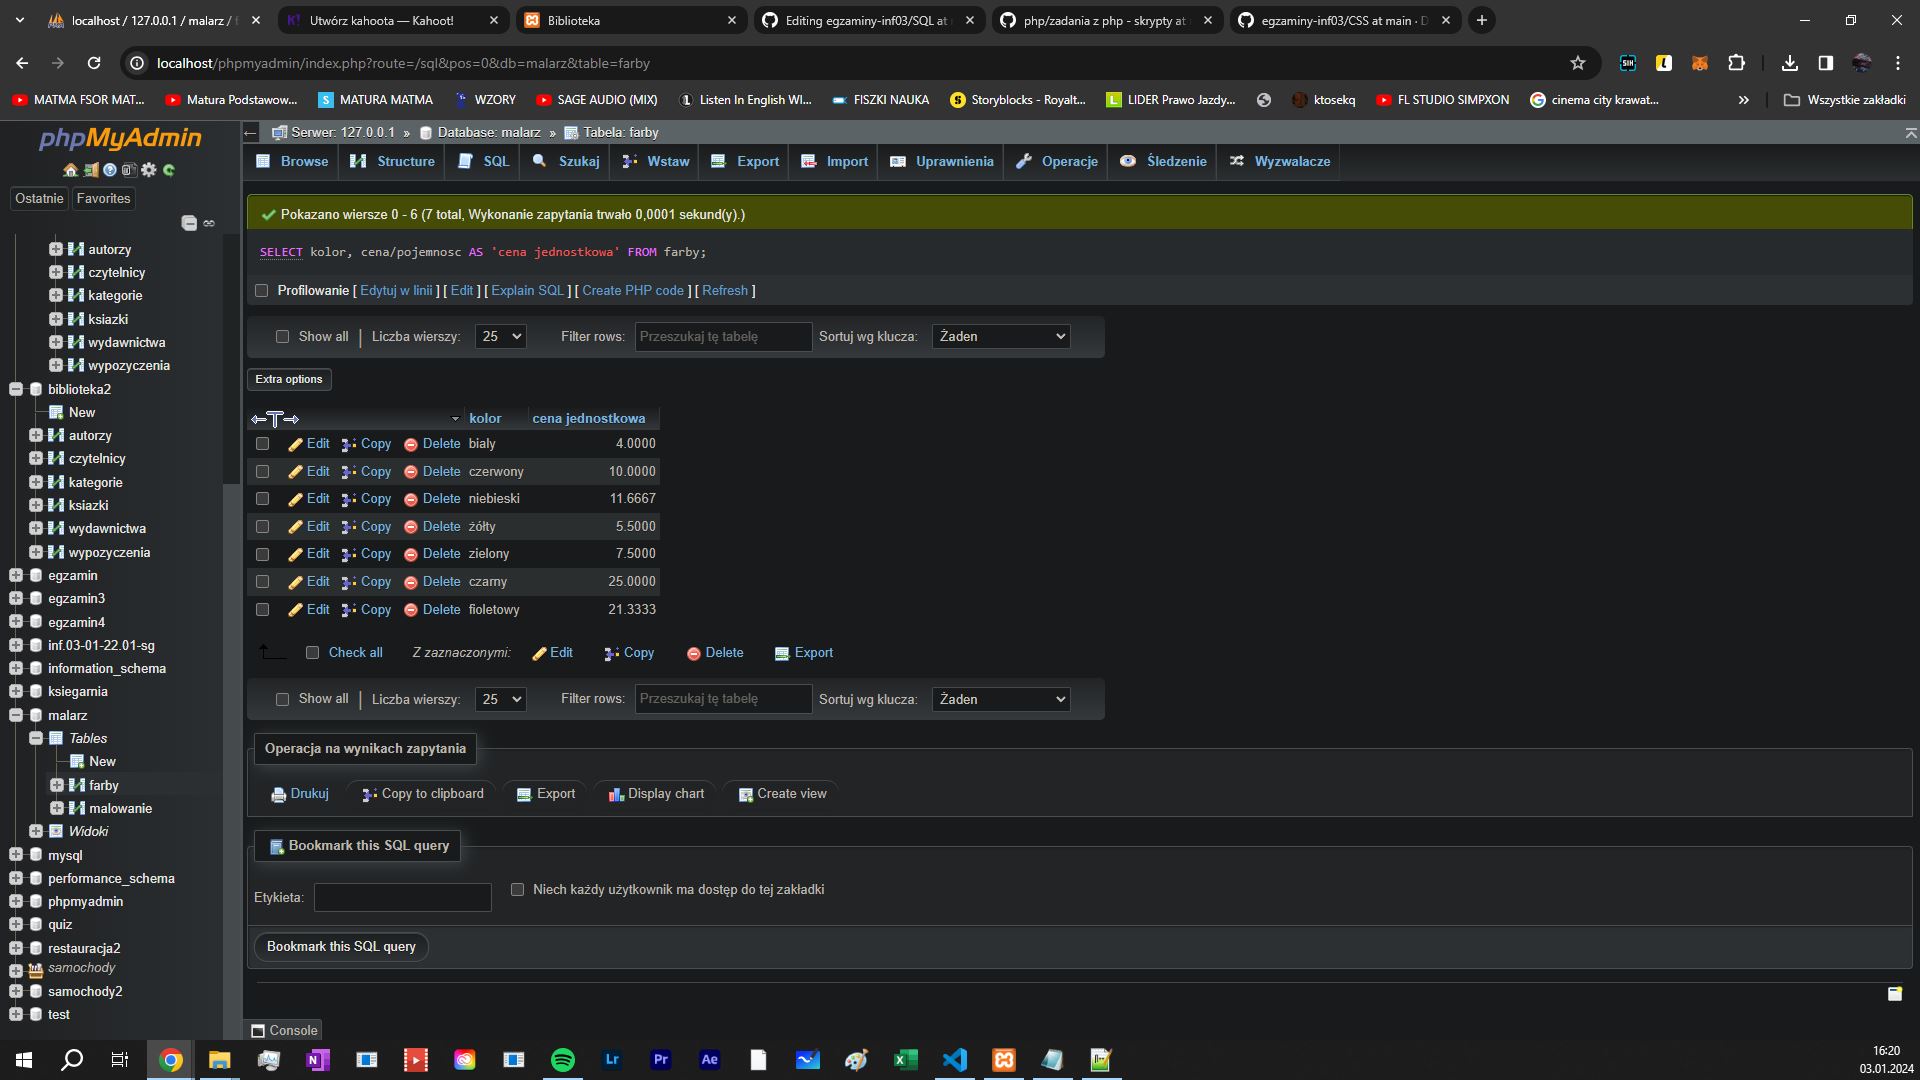 localhost / 127.0.0.1 / malarz / f
Utwórz kahoota — Kahoot!
Biblioteka
Editing egzaminy-inf03/SQL at
php/zadania z php - skrypty at
egzaminy-inf03/CSS at main · D
localhost/phpmyadmin/index.php?route=/sql&pos=0&db=malarz&table=farby
MATMA FSOR MAT...
Matura Podstawow...
MATURA MATMA
WZORY
SAGE AUDIO (MIX)
Listen In English WI...
FISZKI NAUKA
Storyblocks - Royalt...
LIDER Prawo Jazdy...
ktosekq
FL STUDIO SIMPXON
cinema city krawat...
»
Wszystkie zakładki
phpMyAdmin
Ostatnie
Favorites
autorzy
czytelnicy
kategorie
ksiazki
wydawnictwa
wypozyczenia
biblioteka2
New
autorzy
czytelnicy
kategorie
ksiazki
wydawnictwa
wypozyczenia
egzamin
egzamin3
egzamin4
inf.03-01-22.01-sg
information_schema
ksiegarnia
malarz
Tables
New
farby
malowanie
Widoki
mysql
performance_schema
phpmyadmin
quiz
restauracja2
samochody
samochody2
test
Serwer: 127.0.0.1 » Database: malarz » Tabela: farby
Browse Structure SQL Szukaj Wstaw Export Import Uprawnienia Operacje Śledzenie Wyzwalacze
Pokazano wiersze 0 - 6 (7 total, Wykonanie zapytania trwało 0,0001 sekund(y).)
SELECT kolor, cena/pojemnosc AS 'cena jednostkowa' FROM farby;
Profilowanie [ Edytuj w linii ] [ Edit ] [ Explain SQL ] [ Create PHP code ] [ Refresh ]
Show all | Liczba wierszy: 25 Filter rows: Przeszukaj tę tabelę Sortuj wg klucza: Żaden
Extra options
kolor cena jednostkowa
Edit Copy Delete bialy 4.0000
Edit Copy Delete czerwony 10.0000
Edit Copy Delete niebieski 11.6667
Edit Copy Delete żółty 5.5000
Edit Copy Delete zielony 7.5000
Edit Copy Delete czarny 25.0000
Edit Copy Delete fioletowy 21.3333
Check all Z zaznaczonymi: Edit Copy Delete Export
Show all | Liczba wierszy: 25 Filter rows: Przeszukaj tę tabelę Sortuj wg klucza: Żaden
Operacja na wynikach zapytania
Drukuj Copy to clipboard Export Display chart Create view
Bookmark this SQL query
Etykieta: Niech każdy użytkownik ma dostęp do tej zakładki
Bookmark this SQL query
Console
Lr
Pr
Ae
16:20
03.01.2024